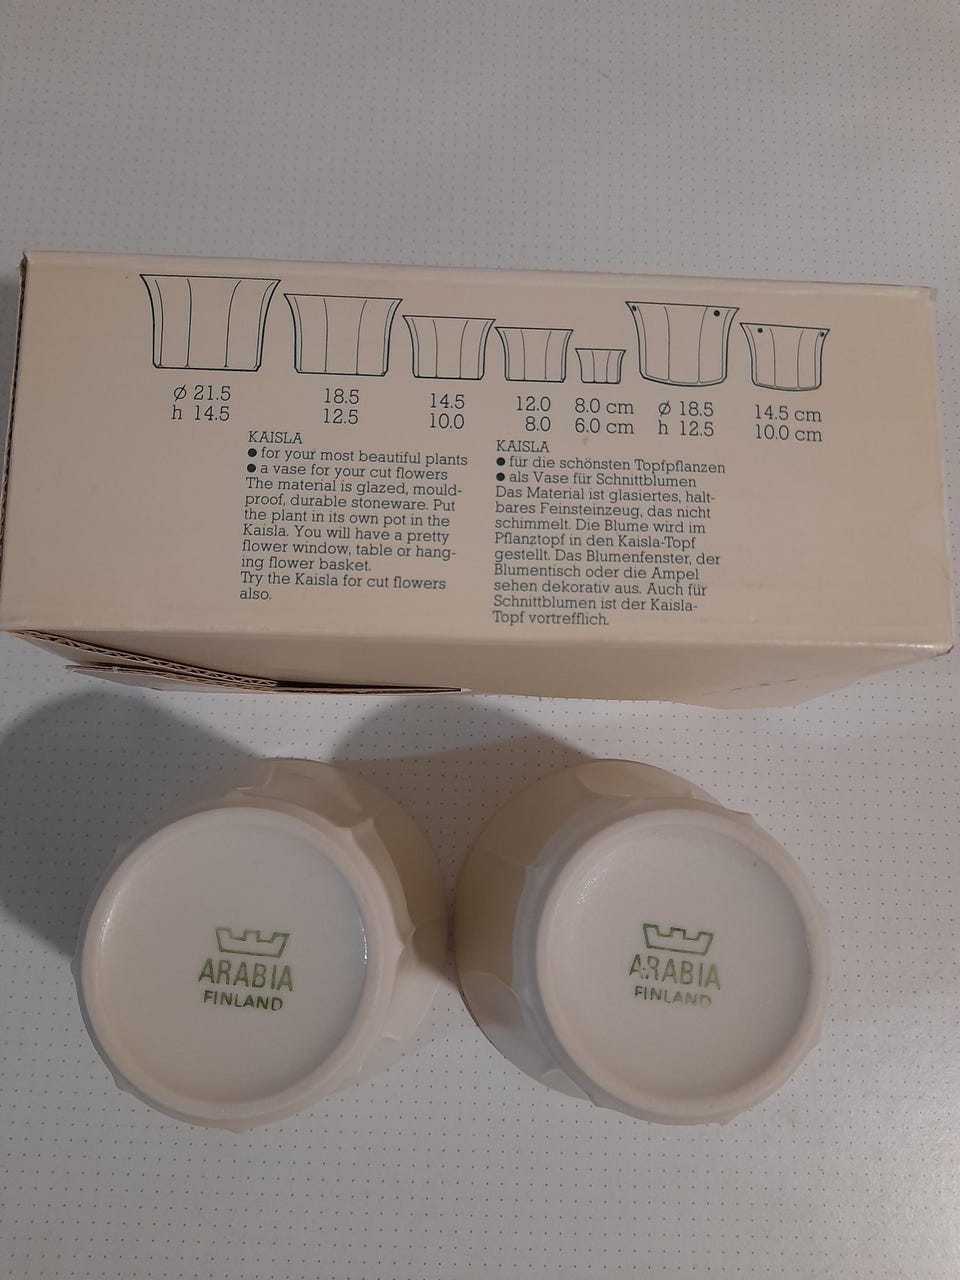 ⌀ 21.5
h 14.5
18.5
12.5
14.5
10.0
12.0
8.0
8.0 cm
6.0 cm
⌀ 18.5
h 12.5
14.5 cm
10.0 cm
KAISLA
● for your most beautiful plants
● a vase for your cut flowers
The material is glazed, mould-
proof, durable stoneware. Put
the plant in its own pot in the
Kaisla. You will have a pretty
flower window, table or hang-
ing flower basket.
Try the Kaisla for cut flowers
also.
KAISLA
● für die schönsten Topfpflanzen
● als Vase für Schnittblumen
Das Material ist glasiertes, halt-
bares Feinsteinzeug, das nicht
schimmelt. Die Blume wird im
Pflanztopf in den Kaisla-Topf
gestellt. Das Blumenfenster, der
Blumentisch oder die Ampel
sehen dekorativ aus. Auch für
Schnittblumen ist der Kaisla-
Topf vortrefflich.
ARABIA
FINLAND
ARABIA
FINLAND